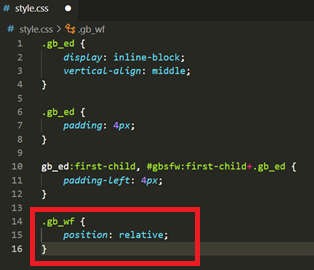 # style.css
# style.css > .gb_wf
1 .gb_ed {
2 display: inline-block;
3 vertical-align: middle;
4 }
5
6 .gb_ed {
7 padding: 4px;
8 }
9
10 gb_ed:first-child, #gbsfw:first-child+.gb_ed {
11 padding-left: 4px;
12 }
13
14 .gb_wf {
15 position: relative;
16 }